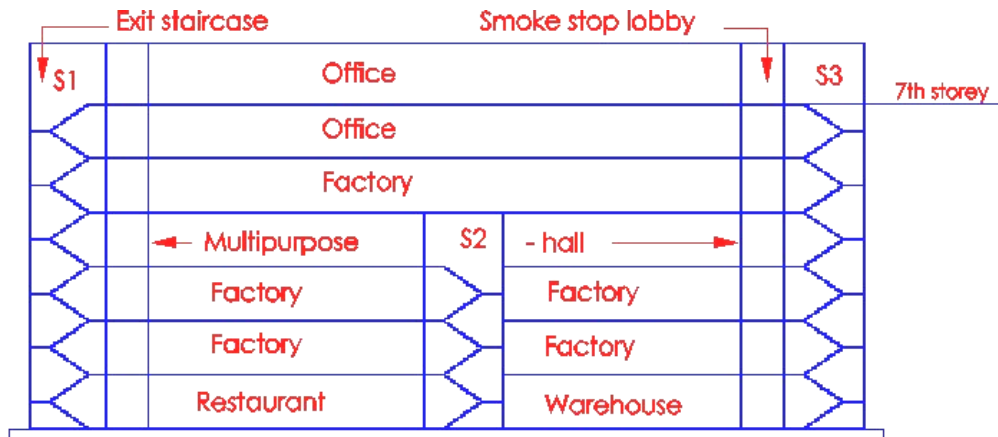 Exit staircase Smoke stop lobby
S1 Office S3
7th storey
Office
Factory
Multipurpose S2 - hall
Factory Factory
Factory Factory
Restaurant Warehouse